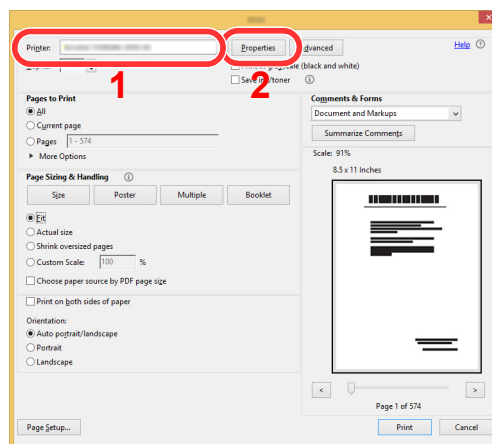 Printer:
Properties
Advanced
Help
1
2
Print in grayscale (black and white)
Save ink/toner
Pages to Print
All
Current page
Pages 1 - 574
More Options
Comments & Forms
Document and Markups
Summarize Comments
Page Sizing & Handling
Size Poster Multiple Booklet
Fit
Actual size
Shrink oversized pages
Custom Scale: 100 %
Choose paper source by PDF page size
Print on both sides of paper
Orientation:
Auto portrait/landscape
Portrait
Landscape
Scale: 91%
8.5 x 11 Inches
<
>
Page 1 of 574
Page Setup...
Print
Cancel